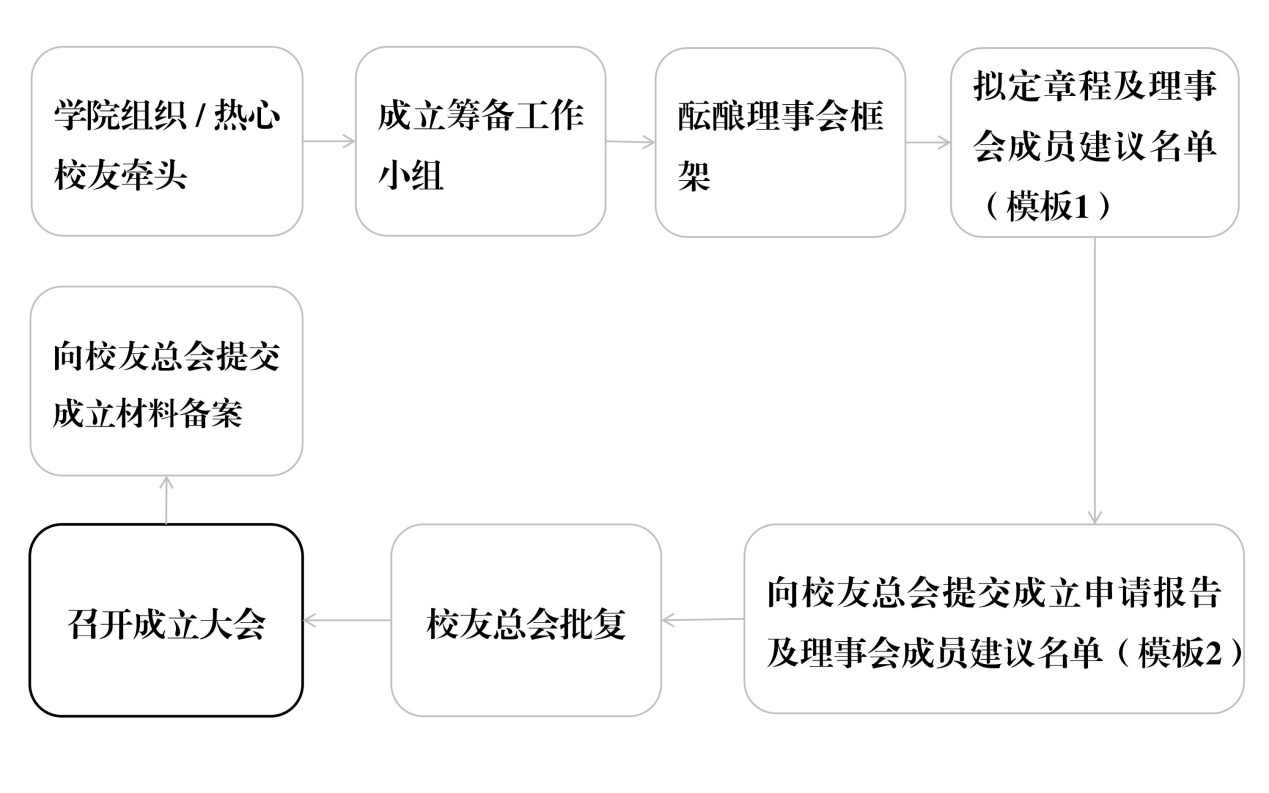 学院组织 / 热心
校友牵头
成立筹备工作
小组
酝酿理事会框
架
拟定章程及理事
会成员建议名单
（模板1）
向校友总会提交成立申请报告
及理事会成员建议名单（模板2）
校友总会批复
召开成立大会
向校友总会提交
成立材料备案